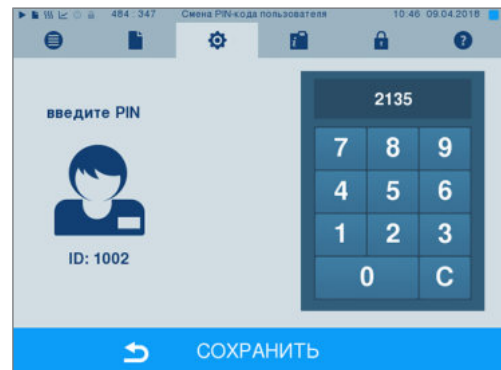 484 : 347 Смена PIN-кода пользователя 10:46 09.04.2018
введите PIN
2135
7 8 9
4 5 6
1 2 3
0 C
ID: 1002
СОХРАНИТЬ